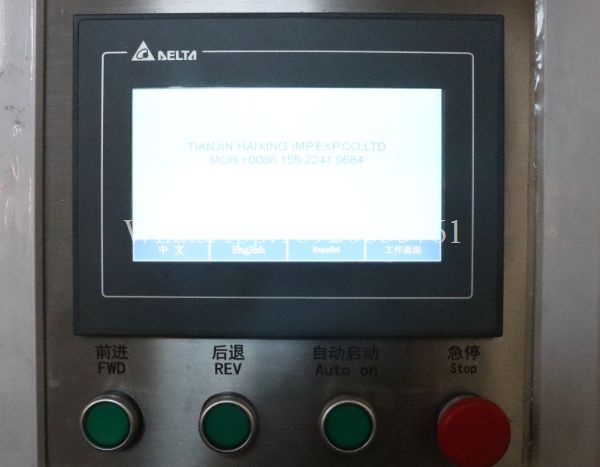 DELTA
TIANJIN HAIXING IMP.EXP.CO,LTD
MOB:+0086 155 2241 9684
中 文 English Español 工作画面
前进 后退 自动启动 急停
FWD REV Auto on Stop